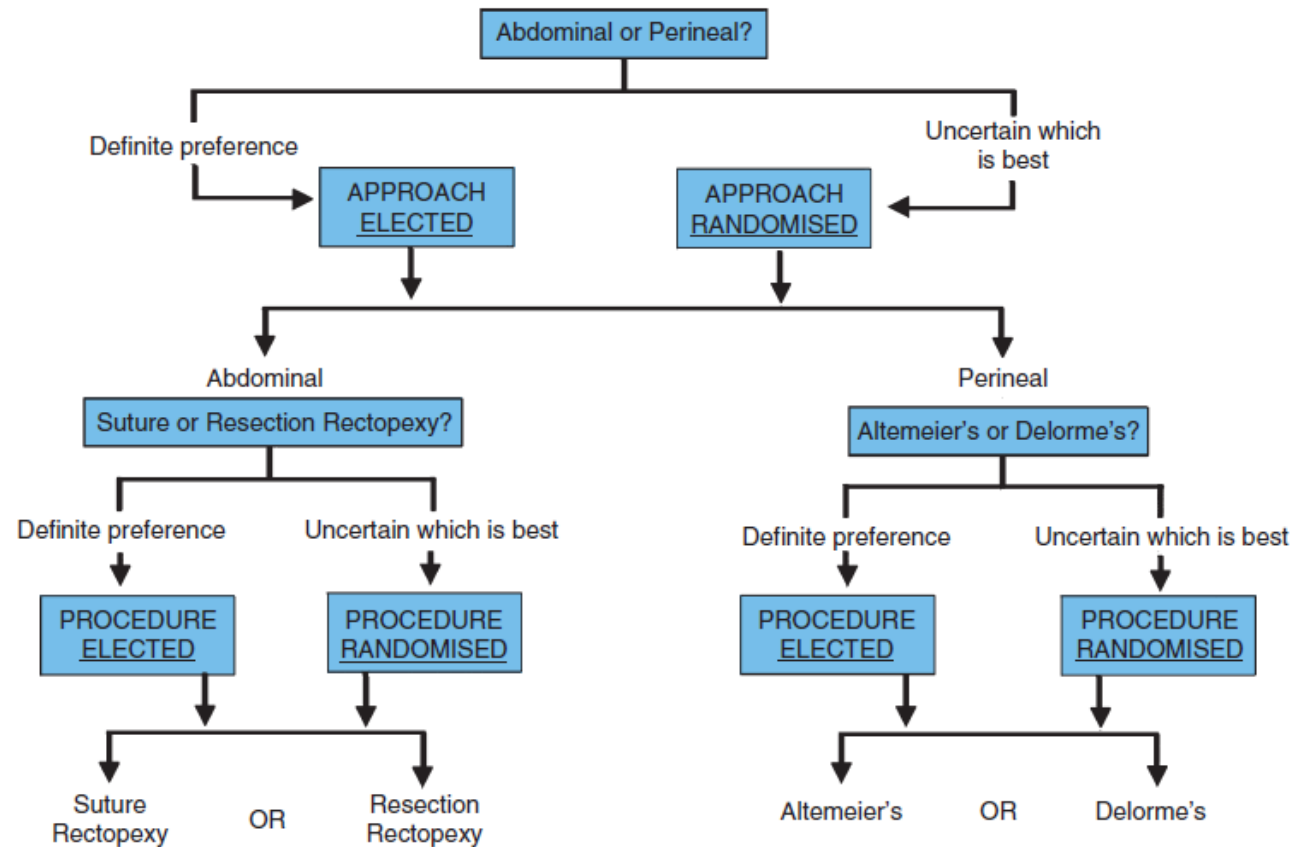 Abdominal or Perineal?
Definite preference
Uncertain which
is best
APPROACH
ELECTED
APPROACH
RANDOMISED
Abdominal
Perineal
Suture or Resection Rectopexy?
Altemeier's or Delorme's?
Definite preference
Uncertain which is best
Definite preference
Uncertain which is best
PROCEDURE
ELECTED
PROCEDURE
RANDOMISED
PROCEDURE
ELECTED
PROCEDURE
RANDOMISED
Suture
Rectopexy
OR
Resection
Rectopexy
Altemeier's
OR
Delorme's